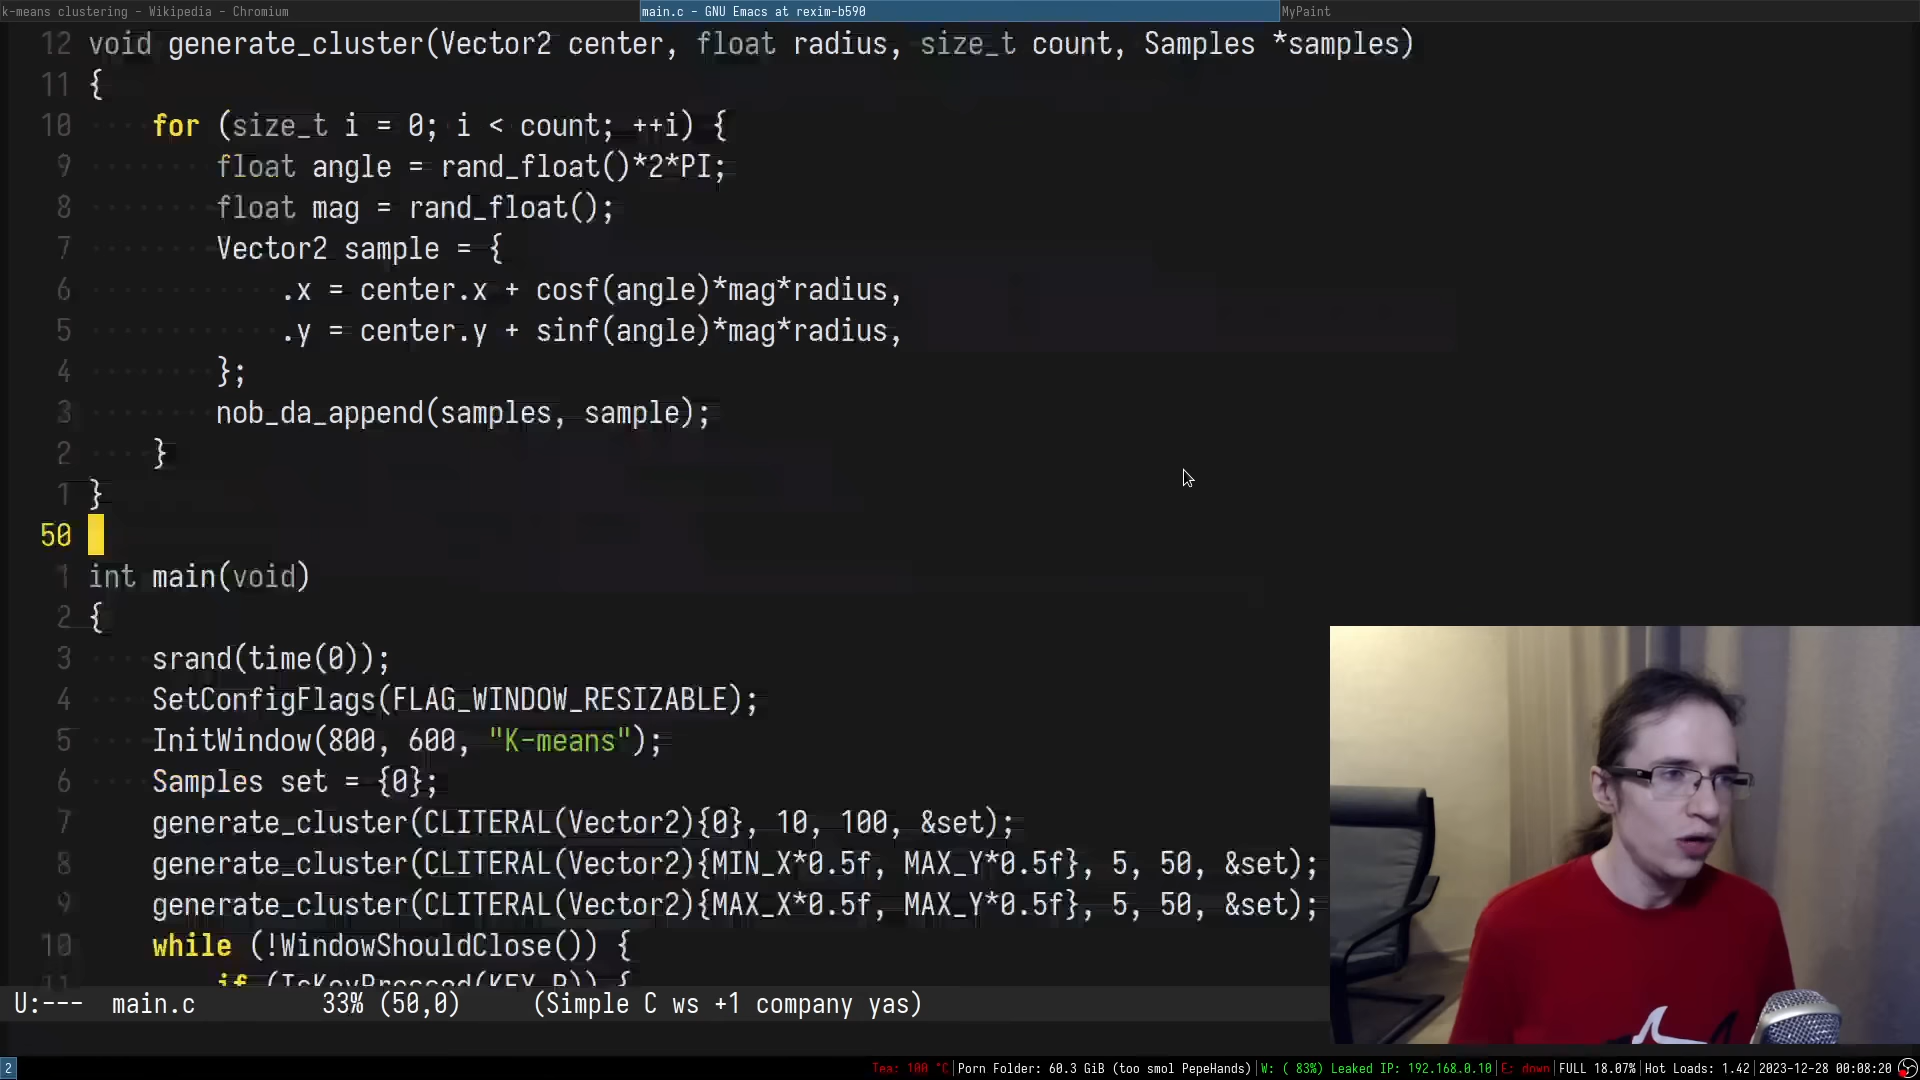 k-means clustering - Wikipedia - Chromium
main.c - GNU Emacs at rexim-b590
MyPaint
12 void generate_cluster(Vector2 center, float radius, size_t count, Samples *samples)
11 {
10 for (size_t i = 0; i < count; ++i) {
9 float angle = rand_float()*2*PI;
8 float mag = rand_float();
7 Vector2 sample = {
6 .x = center.x + cosf(angle)*mag*radius,
5 .y = center.y + sinf(angle)*mag*radius,
4 };
3 nob_da_append(samples, sample);
2 }
1 }
50
1 int main(void)
2 {
3 srand(time(0));
4 SetConfigFlags(FLAG_WINDOW_RESIZABLE);
5 InitWindow(800, 600, "K-means");
6 Samples set = {0};
7 generate_cluster(CLITERAL(Vector2){0}, 10, 100, &set);
8 generate_cluster(CLITERAL(Vector2){MIN_X*0.5f, MAX_Y*0.5f}, 5, 50, &set);
9 generate_cluster(CLITERAL(Vector2){MAX_X*0.5f, MAX_Y*0.5f}, 5, 50, &set);
10 while (!WindowShouldClose()) {
11 if (IsKeyPressed(KEY_R)) {
U:--- main.c 33% (50,0) (Simple C ws +1 company yas)
2 Tea: 100 °C|Porn Folder: 60.3 GiB (too smol PepeHands)|W: ( 83%) Leaked IP: 192.168.0.10|E: down|FULL 18.07%|Hot Loads: 1.42|2023-12-28 00:08:20